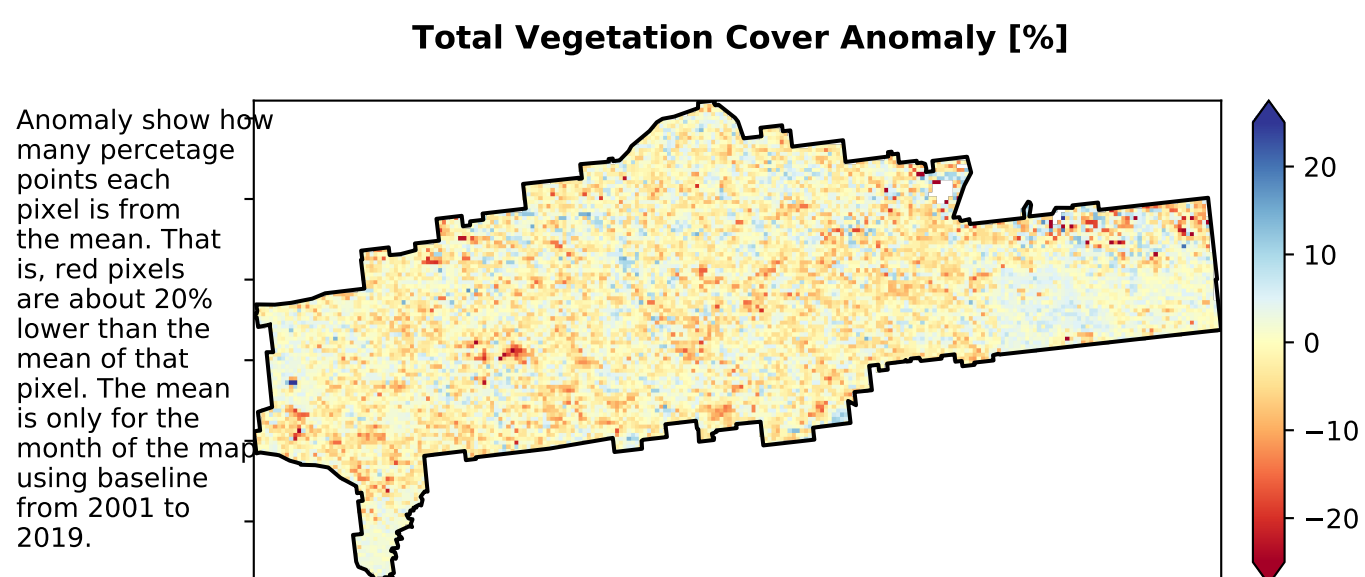 Total Vegetation Cover Anomaly [%]
Anomaly show how
many percetage
points each
pixel is from
the mean. That
is, red pixels
are about 20%
lower than the
mean of that
pixel. The mean
is only for the
month of the map
using baseline
from 2001 to
2019.
20
10
0
−10
−20